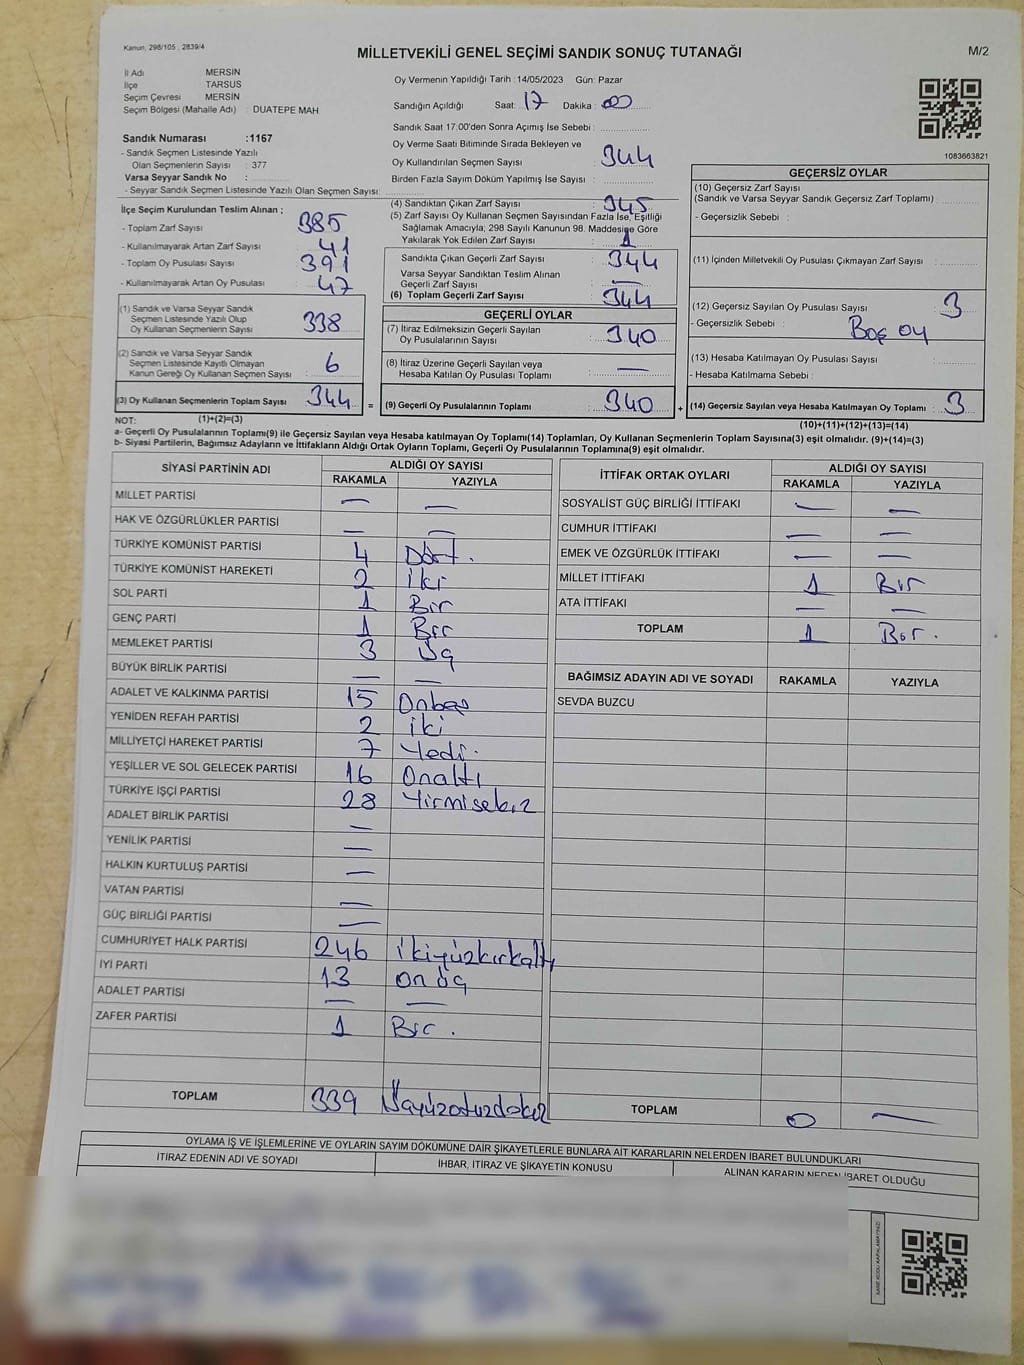 Kanun, 298/105 , 2839/4
MİLLETVEKİLİ GENEL SEÇİMİ SANDIK SONUÇ TUTANAĞI
M/2
İl Adı MERSİN
İlçe TARSUS
Seçim Çevresi MERSİN
Seçim Bölgesi (Mahalle Adı) : DUATEPE MAH
Sandık Numarası :1167
- Sandık Seçmen Listesinde Yazılı
Olan Seçmenlerin Sayısı : 377
Varsa Seyyar Sandık No :
- Seyyar Sandık Seçmen Listesinde Yazılı Olan Seçmen Sayısı:
Oy Vermenin Yapıldığı Tarih : 14/05/2023 Gün: Pazar
Sandığın Açıldığı Saat: 17 Dakika : 00
Sandık Saat 17:00'den Sonra Açımış İse Sebebi :
Oy Verme Saati Bitiminde Sırada Bekleyen ve
Oy Kullandırılan Seçmen Sayısı : 344
Birden Fazla Sayım Döküm Yapılmış İse Sayısı :
1083663821
İlçe Seçim Kurulundan Teslim Alınan ;
- Toplam Zarf Sayısı : 385
- Kullanılmayarak Artan Zarf Sayısı : 41
- Toplam Oy Pusulası Sayısı : 391
- Kullanılmayarak Artan Oy Pusulası : 47
(1) Sandık ve Varsa Seyyar Sandık
Seçmen Listesinde Yazılı Olup
Oy Kullanan Seçmenlerin Sayısı : 338
(2) Sandık ve Varsa Seyyar Sandık
Seçmen Listesinde Kayıtlı Olmayan
Kanun Gereği Oy Kullanan Seçmen Sayısı : 6
(3) Oy Kullanan Seçmenlerin Toplam Sayısı : 344 =
(1)+(2)=(3)
(4) Sandıktan Çıkan Zarf Sayısı : 345
(5) Zarf Sayısı Oy Kullanan Seçmen Sayısından Fazla İse, Eşitliği
Sağlamak Amacıyla; 298 Sayılı Kanunun 98. Maddesine Göre
Yakılarak Yok Edilen Zarf Sayısı : 1
Sandıkta Çıkan Geçerli Zarf Sayısı : 344
Varsa Seyyar Sandıktan Teslim Alınan
Geçerli Zarf Sayısı : —
(6) Toplam Geçerli Zarf Sayısı : 344
GEÇERLİ OYLAR
(7) İtiraz Edilmeksizin Geçerli Sayılan
Oy Pusulalarının Sayısı : 340
(8) İtiraz Üzerine Geçerli Sayılan veya
Hesaba Katılan Oy Pusulası Toplamı : —
(9) Geçerli Oy Pusulalarının Toplamı : 340 +
GEÇERSİZ OYLAR
(10) Geçersiz Zarf Sayısı
(Sandık ve Varsa Seyyar Sandık Geçersiz Zarf Toplamı) :
- Geçersizlik Sebebi :
(11) İçinden Milletvekili Oy Pusulası Çıkmayan Zarf Sayısı :
(12) Geçersiz Sayılan Oy Pusulası Sayısı : 3
- Geçersizlik Sebebi : Boş oy
(13) Hesaba Katılmayan Oy Pusulası Sayısı :
- Hesaba Katılmama Sebebi :
(14) Geçersiz Sayılan veya Hesaba Katılmayan Oy Toplamı : 3
(10)+(11)+(12)+(13)=(14)
NOT:
a- Geçerli Oy Pusulalarının Toplamı(9) ile Geçersiz Sayılan veya Hesaba katılmayan Oy Toplamı(14) Toplamları, Oy Kullanan Seçmenlerin Toplam Sayısına(3) eşit olmalıdır. (9)+(14)=(3)
b- Siyasi Partilerin, Bağımsız Adayların ve İttifakların Aldığı Ortak Oyların Toplamı, Geçerli Oy Pusulalarının Toplamına(9) eşit olmalıdır.
SİYASİ PARTİNİN ADI ALDIĞI OY SAYISI
RAKAMLA YAZIYLA
MİLLET PARTİSİ — —
HAK VE ÖZGÜRLÜKLER PARTİSİ — —
TÜRKİYE KOMÜNİST PARTİSİ 4 Dört.
TÜRKİYE KOMÜNİST HAREKETİ 2 iki
SOL PARTİ 1 Bir
GENÇ PARTİ 1 Bir
MEMLEKET PARTİSİ 3 Üç
BÜYÜK BİRLİK PARTİSİ — —
ADALET VE KALKINMA PARTİSİ 15 Onbeş
YENİDEN REFAH PARTİSİ 2 iki
MİLLİYETÇİ HAREKET PARTİSİ 7 Yedi.
YEŞİLLER VE SOL GELECEK PARTİSİ 16 Onaltı
TÜRKİYE İŞÇİ PARTİSİ 28 Yirmisekiz
ADALET BİRLİK PARTİSİ —
YENİLİK PARTİSİ —
HALKIN KURTULUŞ PARTİSİ —
VATAN PARTİSİ —
GÜÇ BİRLİĞİ PARTİSİ —
CUMHURİYET HALK PARTİSİ 246 ikiyüzkırkaltı
İYİ PARTİ 13 on üç
ADALET PARTİSİ — —
ZAFER PARTİSİ 1 Bir.
TOPLAM 339 Üçyüzotuzdokuz
İTTİFAK ORTAK OYLARI ALDIĞI OY SAYISI
RAKAMLA YAZIYLA
SOSYALİST GÜÇ BİRLİĞİ İTTİFAKI — —
CUMHUR İTTİFAKI — —
EMEK VE ÖZGÜRLÜK İTTİFAKI — —
MİLLET İTTİFAKI 1 Bir
ATA İTTİFAKI — —
TOPLAM 1 Bir.
BAĞIMSIZ ADAYIN ADI VE SOYADI RAKAMLA YAZIYLA
SEVDA BUZCU
TOPLAM 0 —
OYLAMA İŞ VE İŞLEMLERİNE VE OYLARIN SAYIM DÖKÜMÜNE DAİR ŞİKAYETLERLE BUNLARA AİT KARARLARIN NELERDEN İBARET BULUNDUKLARI
İTİRAZ EDENİN ADI VE SOYADI İHBAR, İTİRAZ VE ŞİKAYETİN KONUSU ALINAN KARARIN NEDEN İBARET OLDUĞU